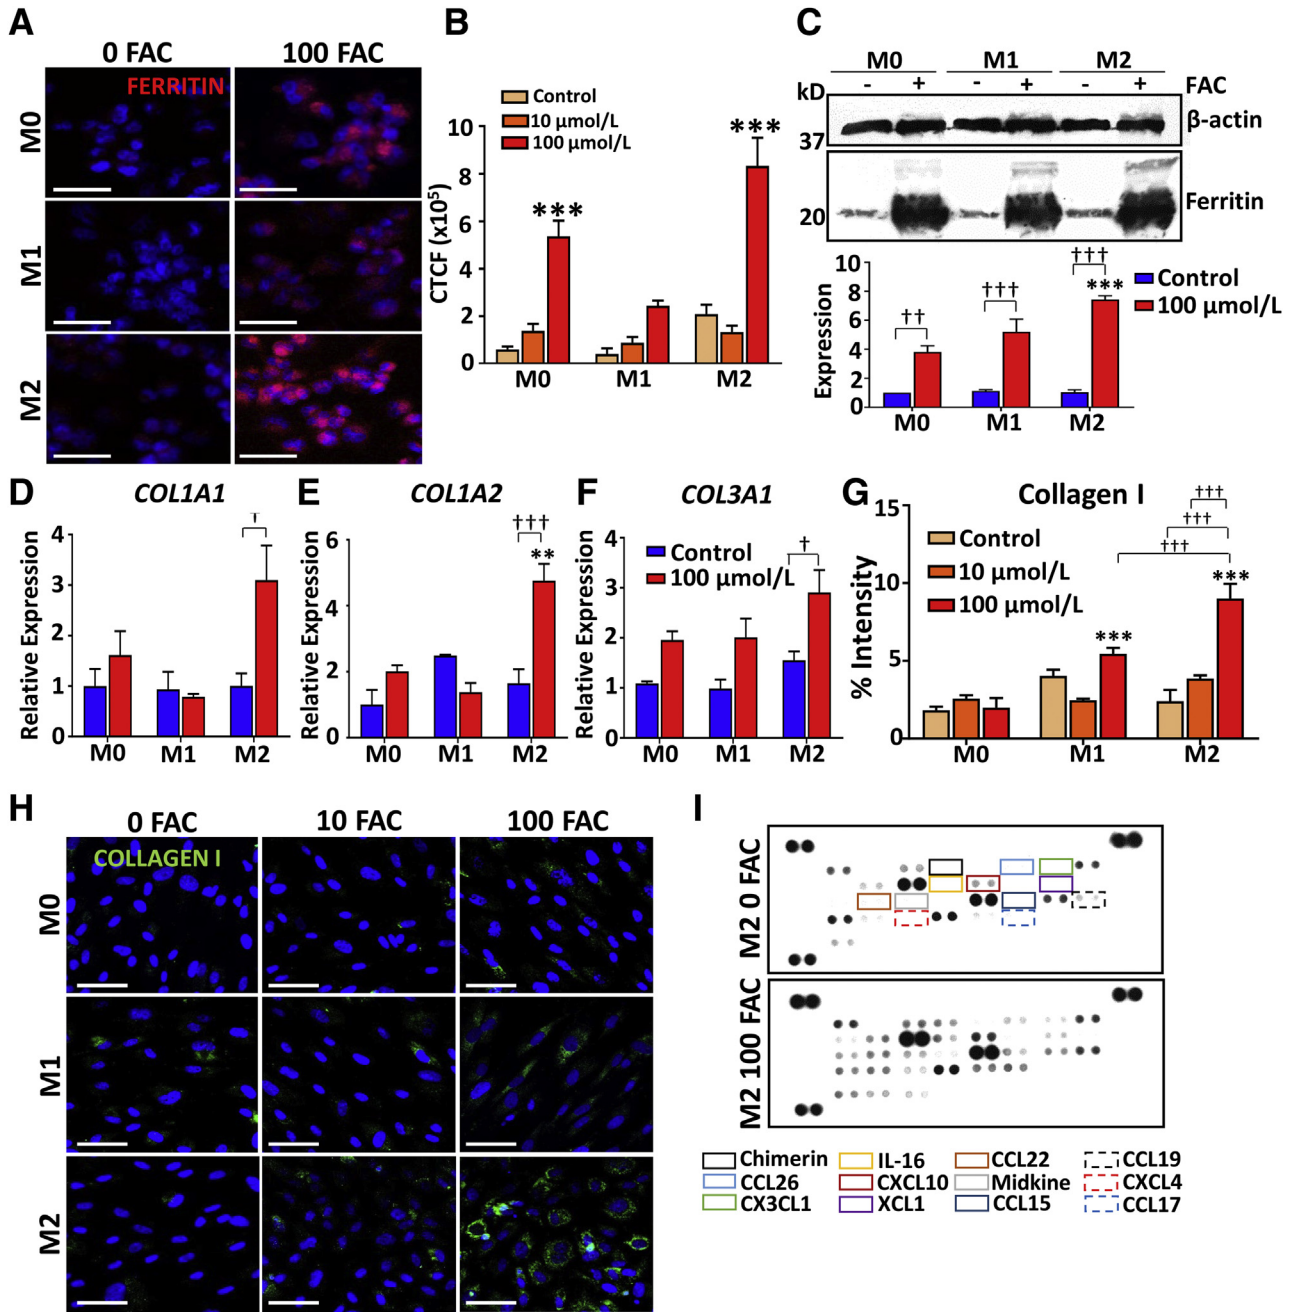 A
0 FAC
100 FAC
FERRITIN
M0
M1
M2
B
Control
10 µmol/L
100 µmol/L
CTCF (x10⁵)
10
8
6
4
2
0
***
***
M0
M1
M2
C
M0
M1
M2
kD
-
+
-
+
-
+
FAC
37
β-actin
20
Ferritin
Expression
10
8
6
4
2
0
††
†††
†††
***
Control
100 µmol/L
M0
M1
M2
D
COL1A1
Relative Expression
4
3
2
1
0
†
M0
M1
M2
E
COL1A2
Relative Expression
6
4
2
0
†††
**
M0
M1
M2
F
COL3A1
Relative Expression
4
3
2
1
0
Control
100 µmol/L
†
M0
M1
M2
G
Collagen I
% Intensity
15
10
5
0
Control
10 µmol/L
100 µmol/L
†††
†††
†††
***
***
M0
M1
M2
H
0 FAC
10 FAC
100 FAC
COLLAGEN I
M0
M1
M2
I
M2 0 FAC
M2 100 FAC
Chimerin
IL-16
CCL22
CCL19
CCL26
CXCL10
Midkine
CXCL4
CX3CL1
XCL1
CCL15
CCL17